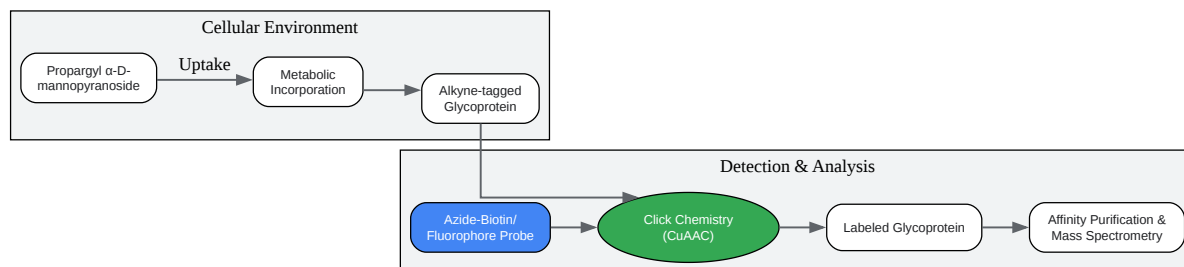 Cellular Environment
Propargyl α-D-
mannopyranoside
Uptake
Metabolic
Incorporation
Alkyne-tagged
Glycoprotein
Detection & Analysis
Azide-Biotin/
Fluorophore Probe
Click Chemistry
(CuAAC)
Labeled Glycoprotein
Affinity Purification &
Mass Spectrometry